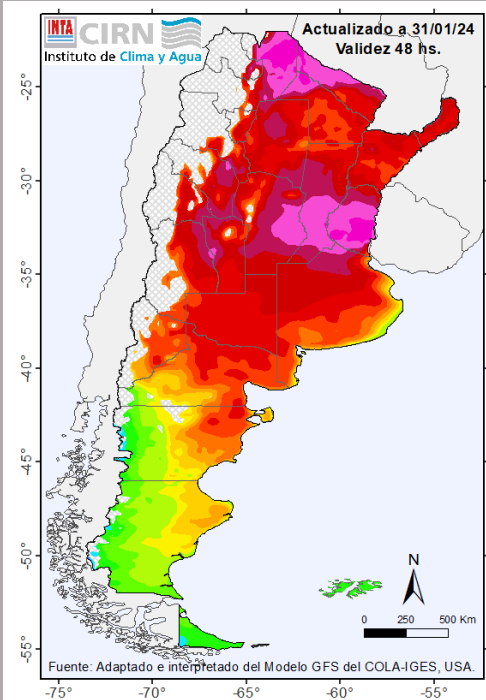 INTA CIRN
Instituto de Clima y Agua
Actualizado a 31/01/24
Validez 48 hs.
-25°
-30°
-35°
-40°
-45°
-50°
-55°
N
0 250 500 Km
Fuente: Adaptado e interpretado del Modelo GFS del COLA-IGES, USA.
-75° -70° -65° -60° -55°